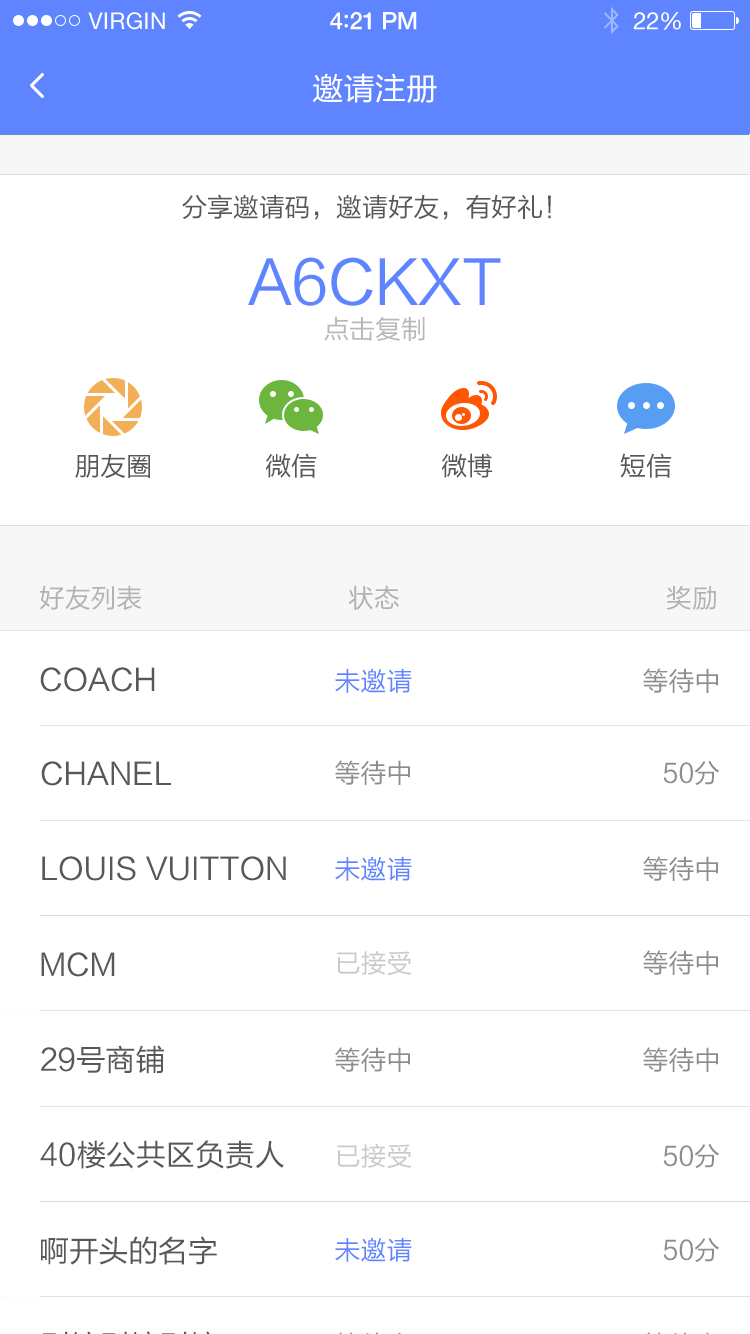 VIRGIN 4:21 PM 22%
邀请注册
分享邀请码，邀请好友，有好礼！
A6CKXT
点击复制
朋友圈 微信 微博 短信
好友列表 状态 奖励
COACH 未邀请 等待中
CHANEL 等待中 50分
LOUIS VUITTON 未邀请 等待中
MCM 已接受 等待中
29号商铺 等待中 等待中
40楼公共区负责人 已接受 50分
啊开头的名字 未邀请 50分